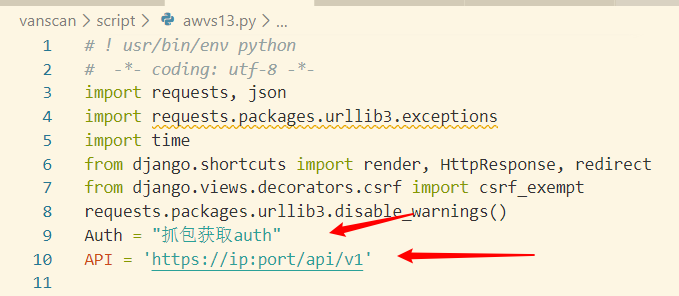 vanscan > script > awvs13.py > ...
1 # ! usr/bin/env python
2 #  -*- coding: utf-8 -*-
3 import requests, json
4 import requests.packages.urllib3.exceptions
5 import time
6 from django.shortcuts import render, HttpResponse, redirect
7 from django.views.decorators.csrf import csrf_exempt
8 requests.packages.urllib3.disable_warnings()
9 Auth = "抓包获取auth"
10 API = 'https://ip:port/api/v1'
11